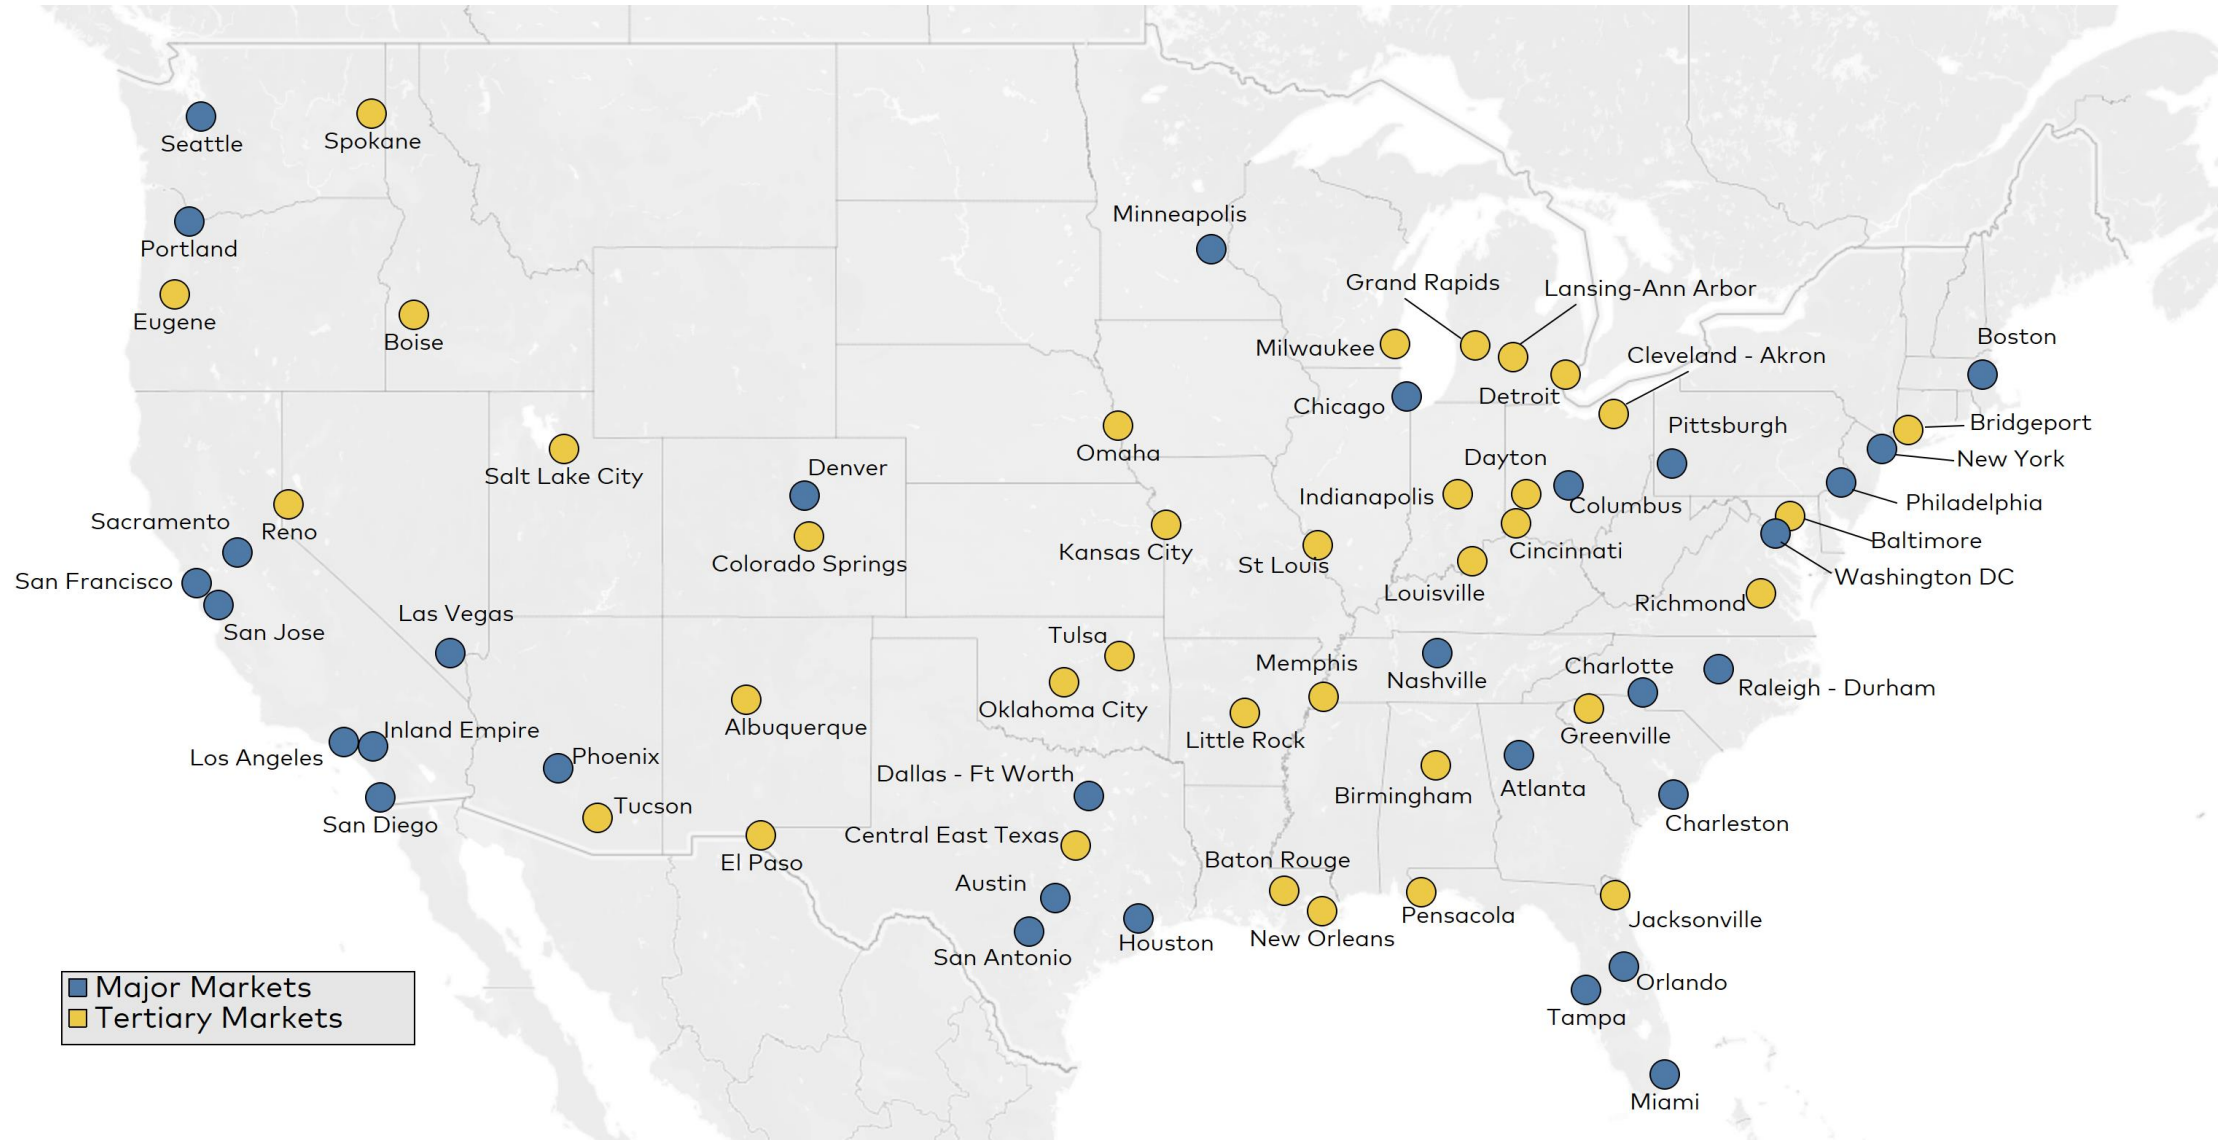 Seattle
Spokane
Minneapolis
Portland
Grand Rapids
Lansing-Ann Arbor
Eugene
Boise
Boston
Milwaukee
Cleveland - Akron
Detroit
Chicago
Bridgeport
Pittsburgh
Omaha
Dayton
New York
Denver
Salt Lake City
Indianapolis
Philadelphia
Columbus
Sacramento
Reno
Baltimore
Kansas City
Cincinnati
Colorado Springs
St Louis
Washington DC
San Francisco
Louisville
Richmond
Las Vegas
San Jose
Tulsa
Memphis
Charlotte
Nashville
Raleigh - Durham
Oklahoma City
Albuquerque
Inland Empire
Greenville
Little Rock
Los Angeles
Phoenix
Dallas - Ft Worth
Atlanta
Birmingham
Tucson
San Diego
Charleston
Central East Texas
El Paso
Baton Rouge
Austin
Pensacola
Jacksonville
New Orleans
Houston
San Antonio
Orlando
Major Markets
Tertiary Markets
Tampa
Miami